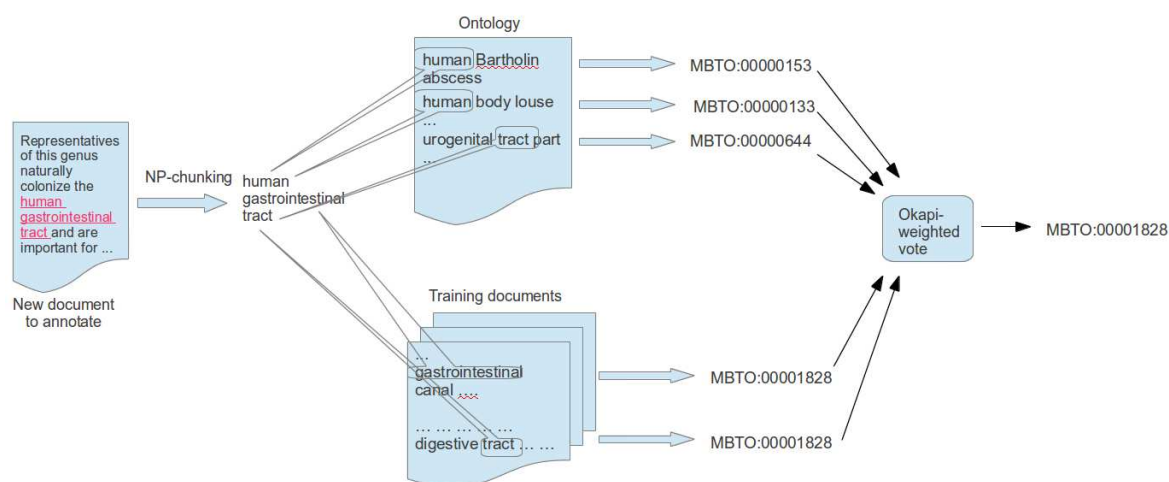 Ontology
human Bartholin
abscess
human body louse
...
urogenital tract part
...
MBTO:00000153
MBTO:00000133
MBTO:00000644
Representatives
of this genus
naturally
colonize the
human
gastrointestinal
tract and are
important for ...
New document
to annotate
NP-chunking
human
gastrointestinal
tract
Okapi-
weighted
vote
MBTO:00001828
Training documents
...
gastrointestinal
canal ....
... ... ... ... ...
digestive tract ... ...
MBTO:00001828
MBTO:00001828